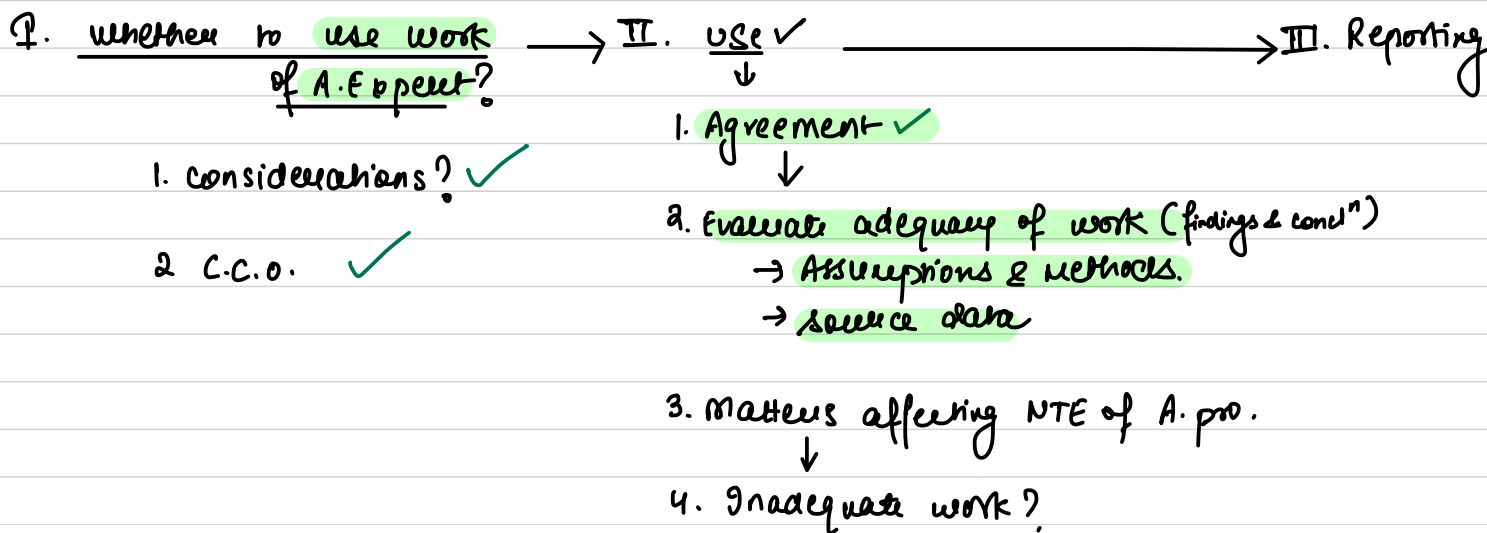 I. Whether to use work → II. Use ✓ → III. Reporting
of A.Expert?
↓
1. Agreement ✓
1. Considerations? ✓
↓
2. Evaluate adequacy of work (findings & concl^n)
2 C.C.O. ✓
→ Assumptions & Methods.
→ Source data
3. Matters affecting NTE of A. pro.
↓
4. Inadequate work?